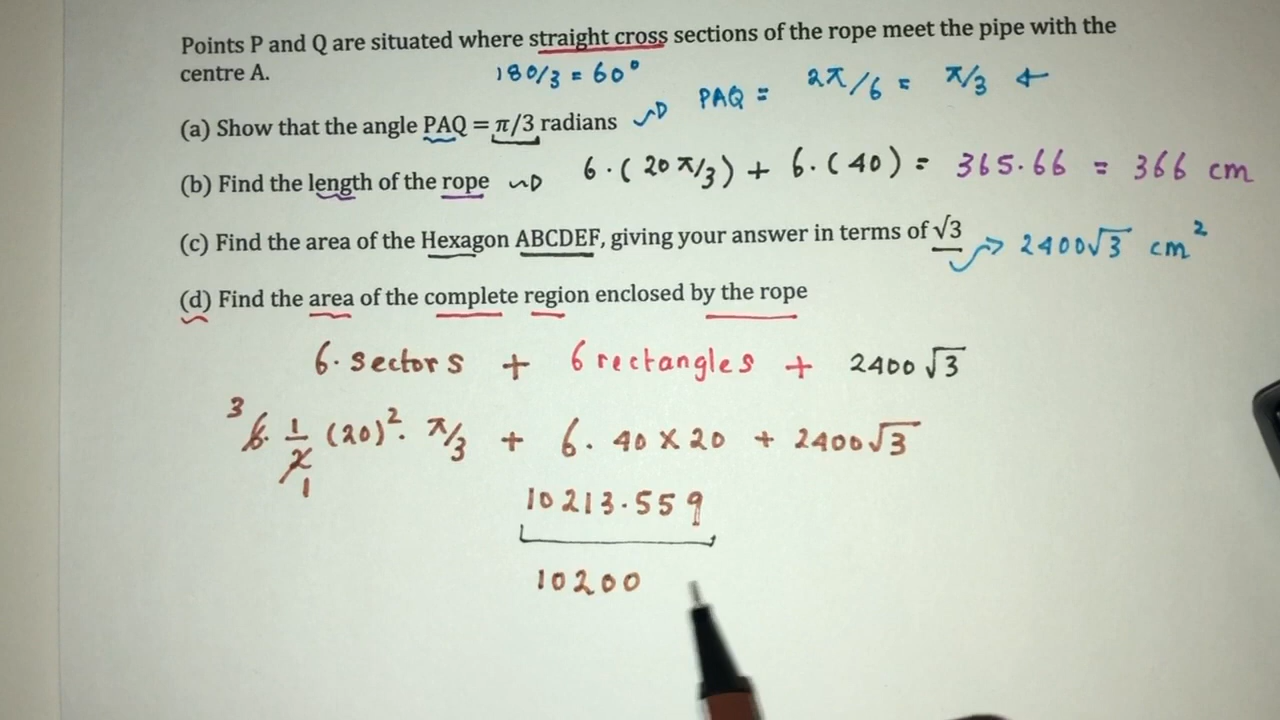 Points P and Q are situated where straight cross sections of the rope meet the pipe with the
centre A.
180/3 = 60°
(a) Show that the angle PAQ = π/3 radians
PAQ = 2π/6 = π/3
(b) Find the length of the rope
6·(20π/3) + 6·(40) = 365.66 = 366 cm
(c) Find the area of the Hexagon ABCDEF, giving your answer in terms of √3
2400√3 cm²
(d) Find the area of the complete region enclosed by the rope
6·sectors + 6 rectangles + 2400√3
3 6· 1/2 (20)²· π/3 + 6· 40 × 20 + 2400√3
1
10213.559
10200